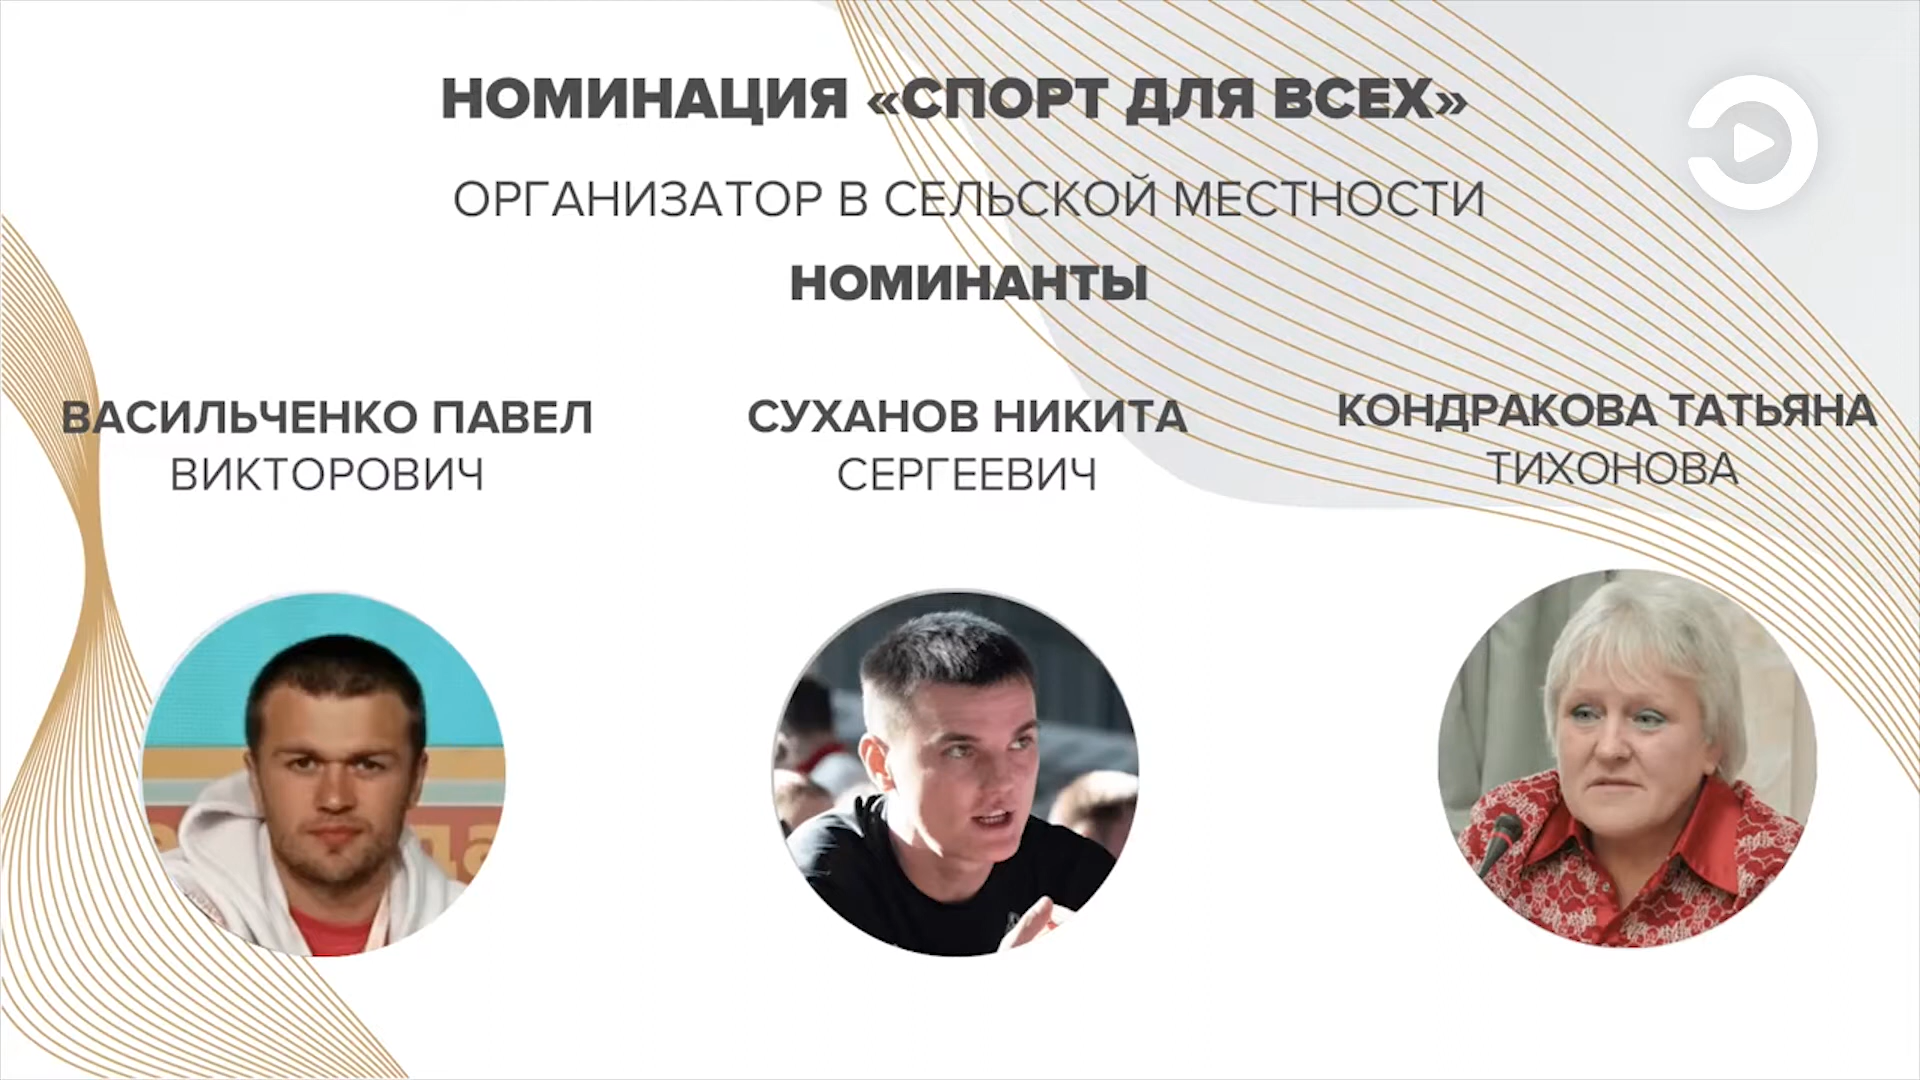 НОМИНАЦИЯ «СПОРТ ДЛЯ ВСЕХ»
ОРГАНИЗАТОР В СЕЛЬСКОЙ МЕСТНОСТИ
НОМИНАНТЫ
ВАСИЛЬЧЕНКО ПАВЕЛ
ВИКТОРОВИЧ
СУХАНОВ НИКИТА
СЕРГЕЕВИЧ
КОНДРАКОВА ТАТЬЯНА
ТИХОНОВА